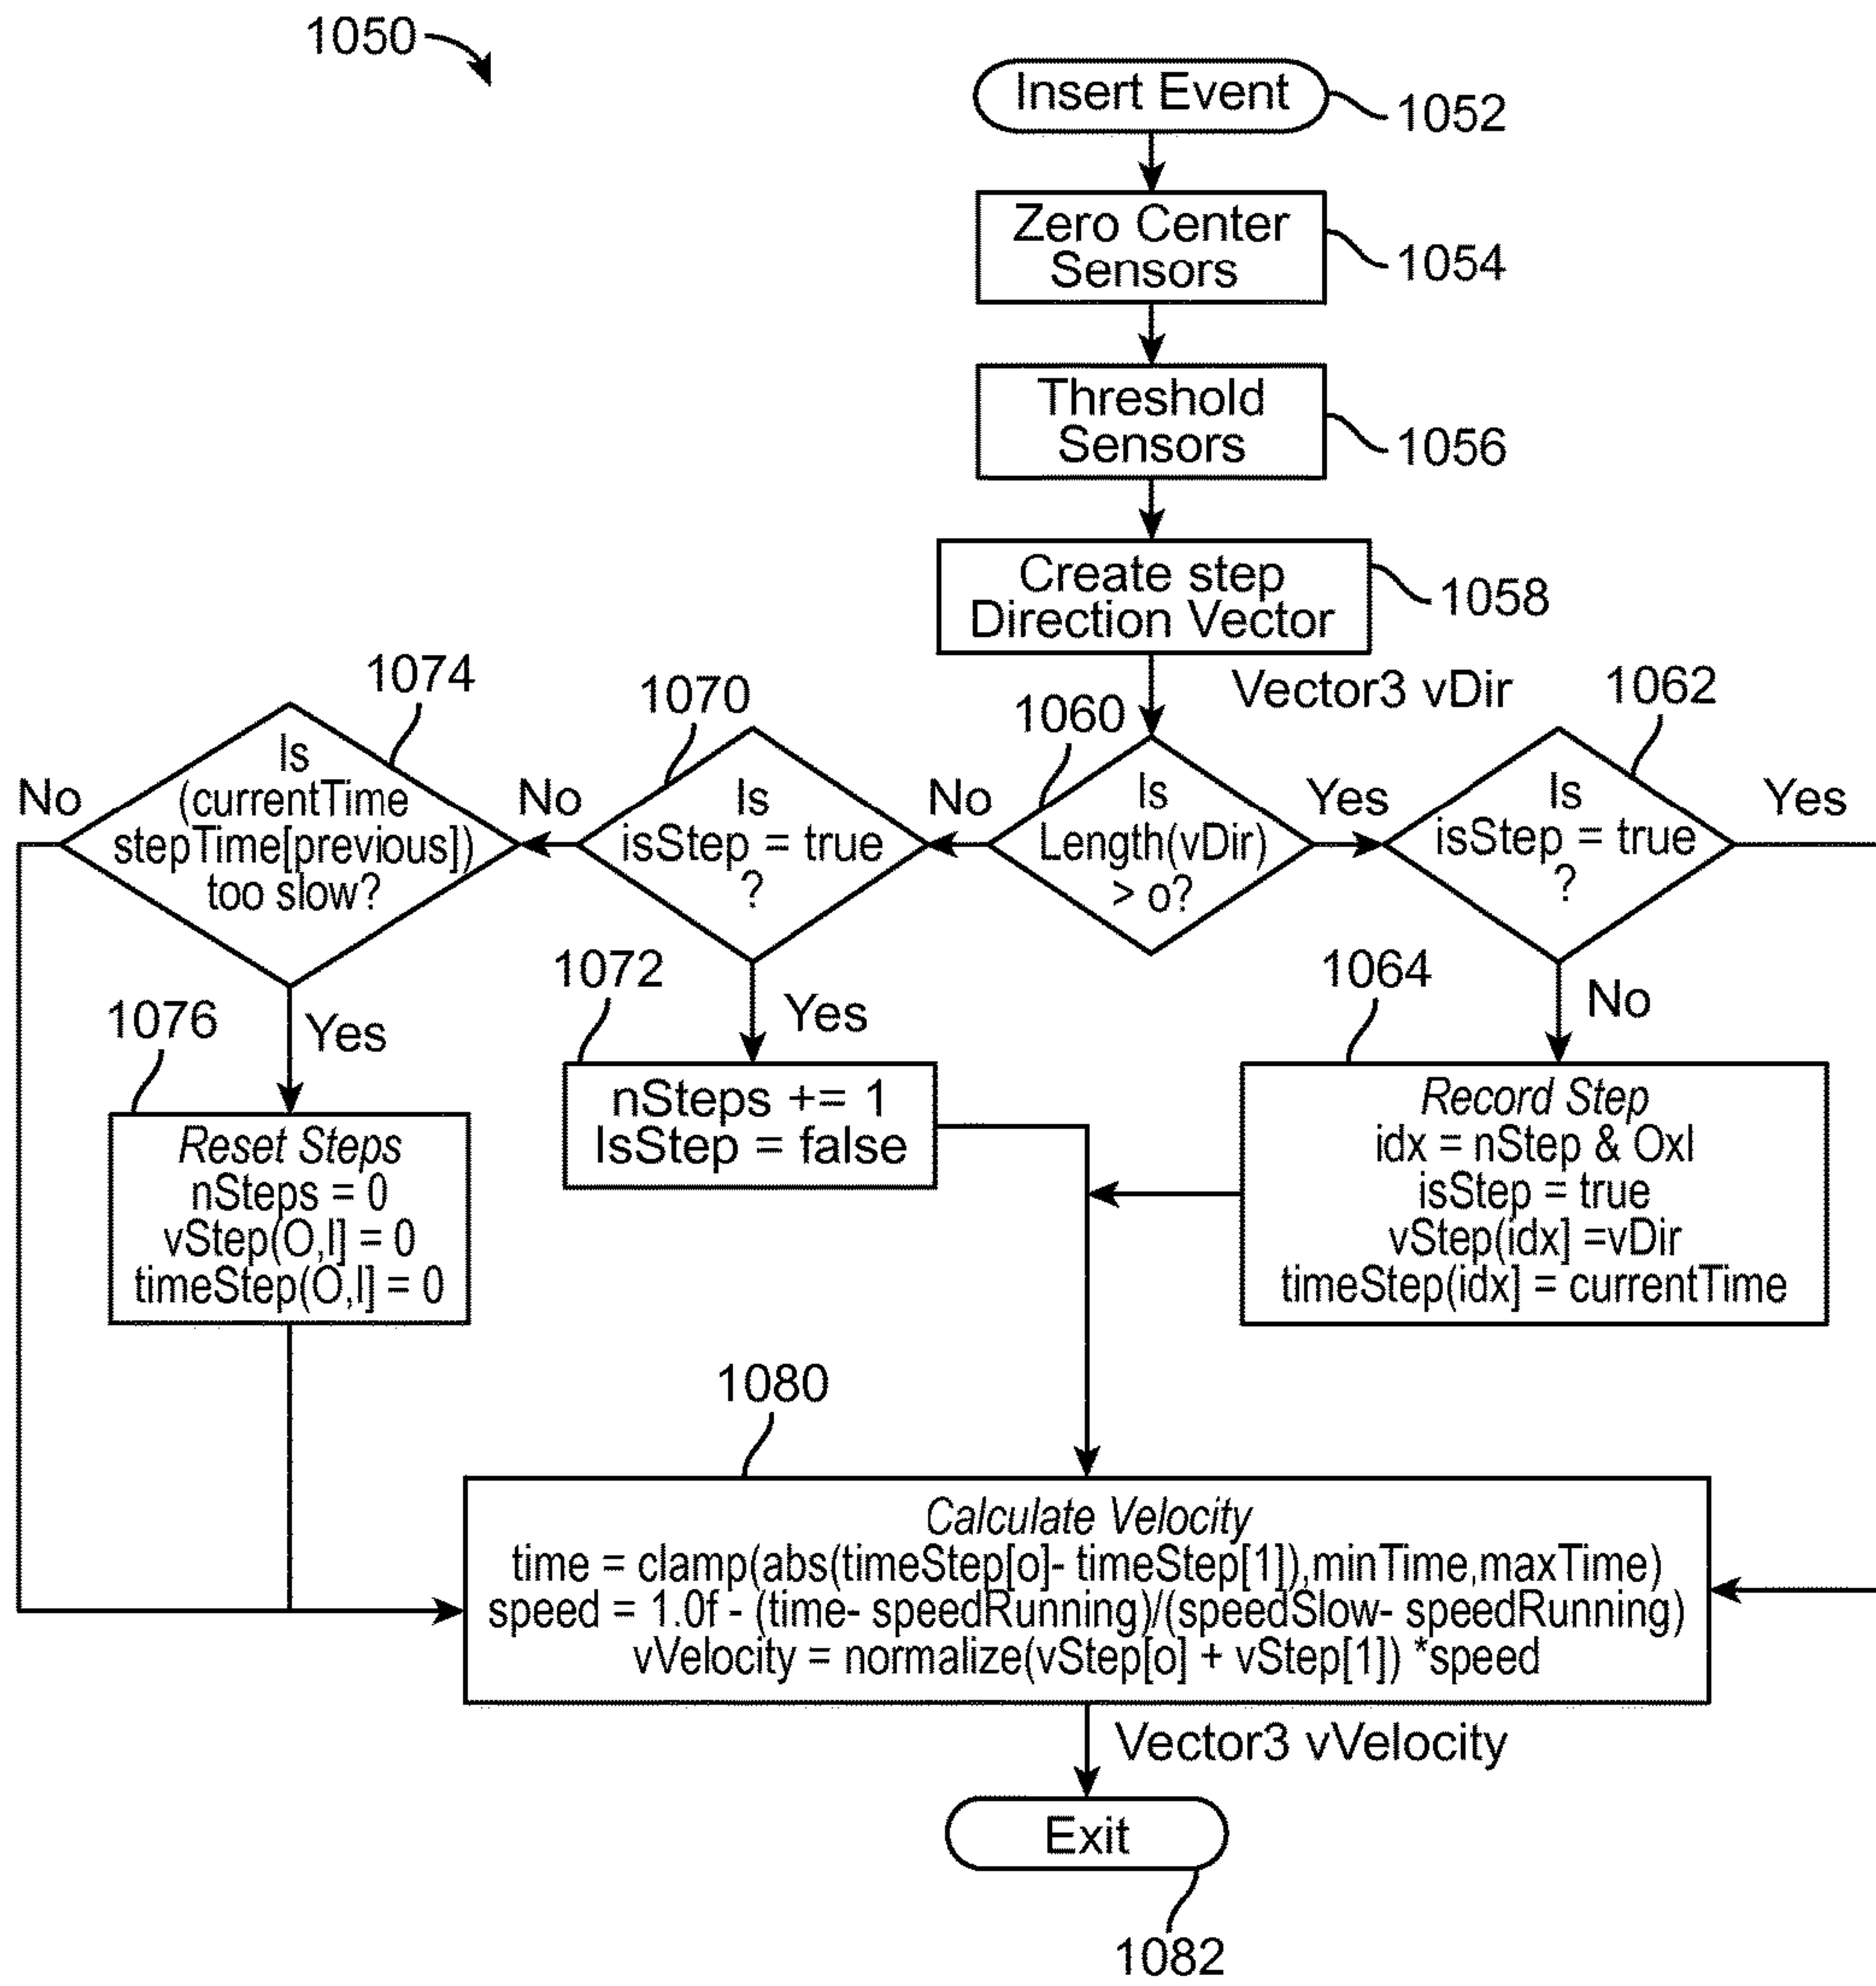 1050
Insert Event
1052
Zero Center
Sensors
1054
Threshold
Sensors
1056
Create step
Direction Vector
1058
Vector3 vDir
1074
1070
1060
1062
No
Is
(currentTime
stepTime[previous])
too slow?
No
Is
isStep = true
?
No
Is
Length(vDir)
> o?
Yes
Is
isStep = true
?
Yes
1076
Yes
1072
Yes
1064
No
Reset Steps
nSteps = 0
vStep(O,I] = 0
timeStep(O,I] = 0
nSteps += 1
IsStep = false
Record Step
idx = nStep & OxI
isStep = true
vStep(idx] =vDir
timeStep(idx] = currentTime
1080
Calculate Velocity
time = clamp(abs(timeStep[o]- timeStep[1]),minTime,maxTime)
speed = 1.0f - (time- speedRunning)/(speedSlow- speedRunning)
vVelocity = normalize(vStep[o] + vStep[1]) *speed
Vector3 vVelocity
Exit
1082